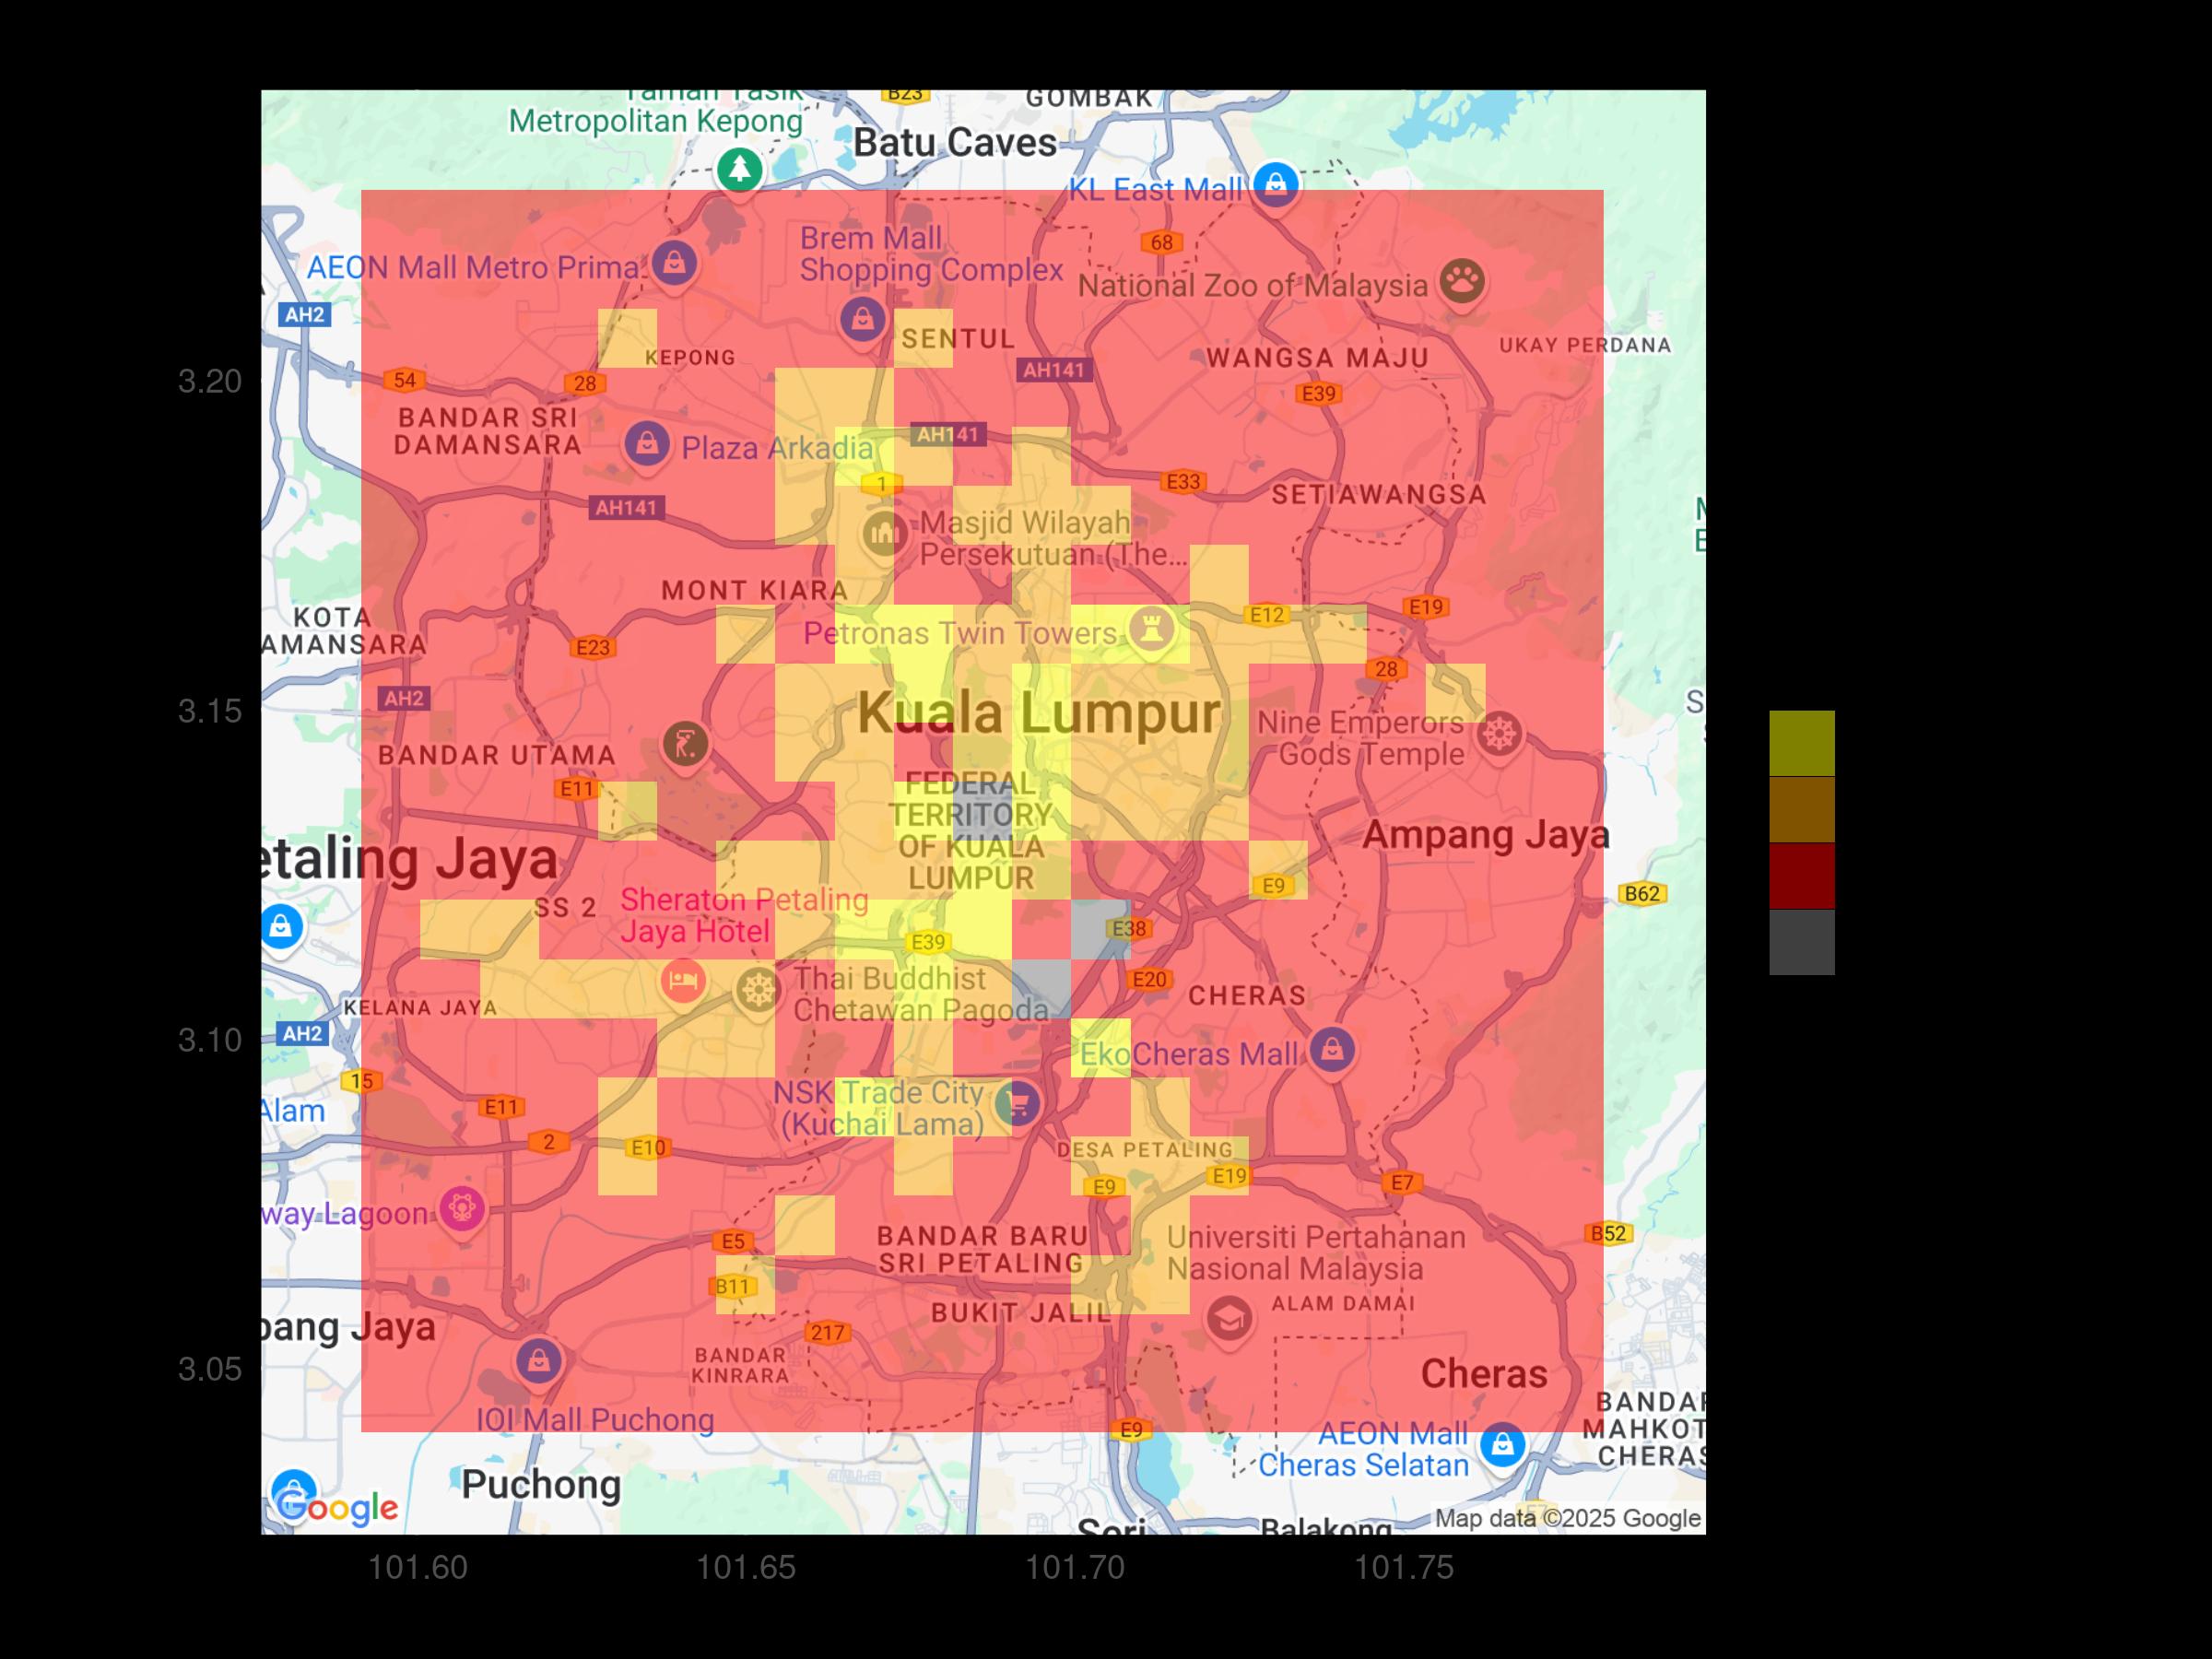 Taman Tasik
Metropolitan Kepong
B23
GOMBAK
Batu Caves
KL East Mall
Brem Mall
Shopping Complex
68
AEON Mall Metro Prima
National Zoo of Malaysia
AH2
SENTUL
UKAY PERDANA
KEPONG
WANGSA MAJU
AH141
3.20
54
28
E39
BANDAR SRI
DAMANSARA
AH141
Plaza Arkadia
1
E33
SETIAWANGSA
AH141
Masjid Wilayah
Persekutuan (The...
MONT KIARA
KOTA
AMANSARA
E12
E19
Petronas Twin Towers
E23
28
AH2
3.15
Kuala Lumpur
Nine Emperors
Gods Temple
BANDAR UTAMA
E11
FEDERAL
TERRITORY
OF KUALA
LUMPUR
Ampang Jaya
etaling Jaya
E9
B62
SS 2
Sheraton Petaling
Jaya Hotel
E39
E38
Thai Buddhist
Chetawan Pagoda
E20
CHERAS
KELANA JAYA
AH2
3.10
EkoCheras Mall
15
NSK Trade City
(Kuchai Lama)
Alam
E11
2
E10
DESA PETALING
E9
E19
E7
way Lagoon
E5
BANDAR BARU
SRI PETALING
Universiti Pertahanan
Nasional Malaysia
B52
B11
BUKIT JALIL
ALAM DAMAI
pang Jaya
217
BANDAR
KINRARA
3.05
Cheras
IOI Mall Puchong
E9
AEON Mall
Cheras Selatan
BANDAR
MAHKOT
CHERAS
Puchong
Google
Seri
Balakong
Map data ©2025 Google
101.60
101.65
101.70
101.75